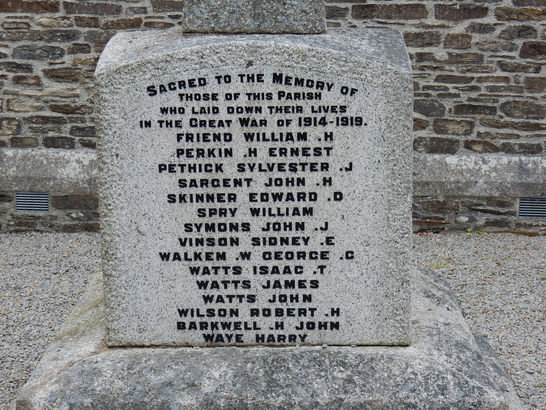 SACRED TO THE MEMORY OF
THOSE OF THIS PARISH
WHO LAID DOWN THEIR LIVES
IN THE GREAT WAR OF 1914-1919.
FRIEND WILLIAM .H
PERKIN .H ERNEST
PETHICK SYLVESTER .J
SARGENT JOHN .H
SKINNER EDWARD .D
SPRY WILLIAM
SYMONS JOHN .J
VINSON SIDNEY .E
WALKEM .W GEORGE .C
WATTS ISAAC .T
WATTS JAMES
WATTS JOHN
WILSON ROBERT .H
BARKWELL .H JOHN
WAYE HARRY